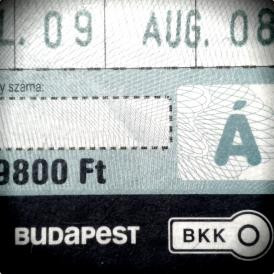 L. 09 AUG. 08
y száma:
Á
9800 Ft
BUDAPEST BKK